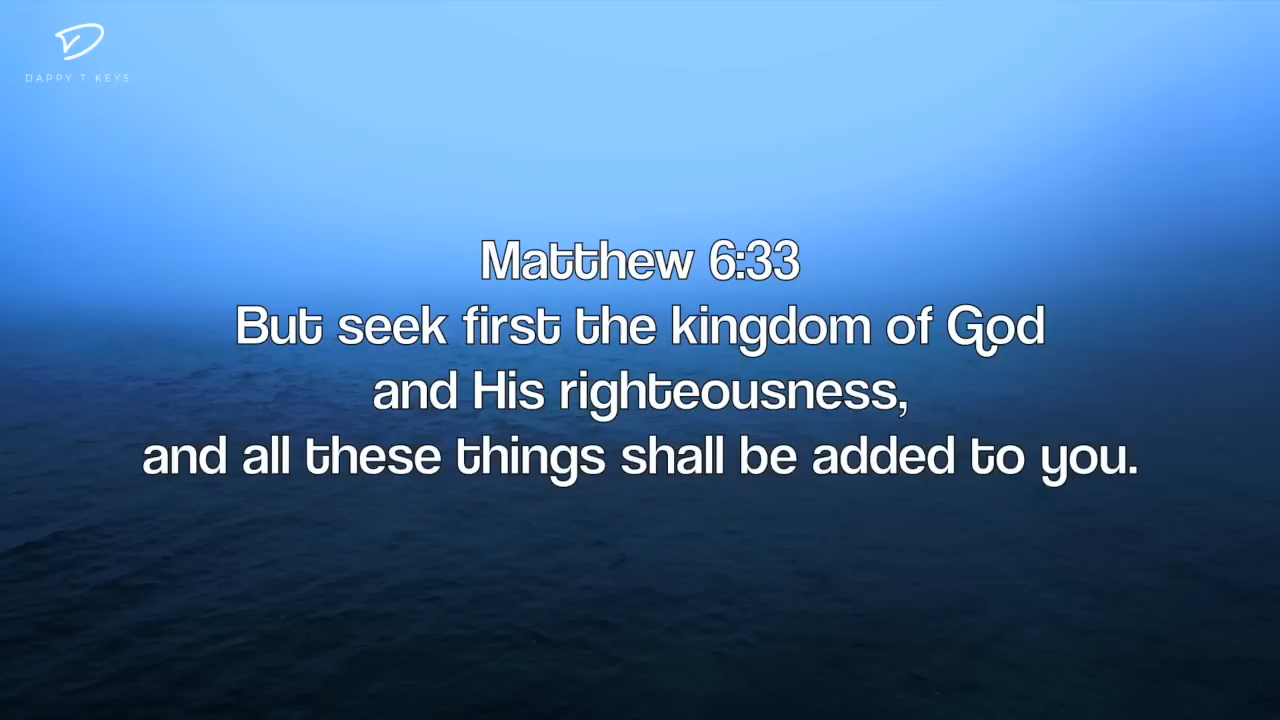 DAPPY T KEYS
Matthew 6:33
But seek first the kingdom of God
and His righteousness,
and all these things shall be added to you.